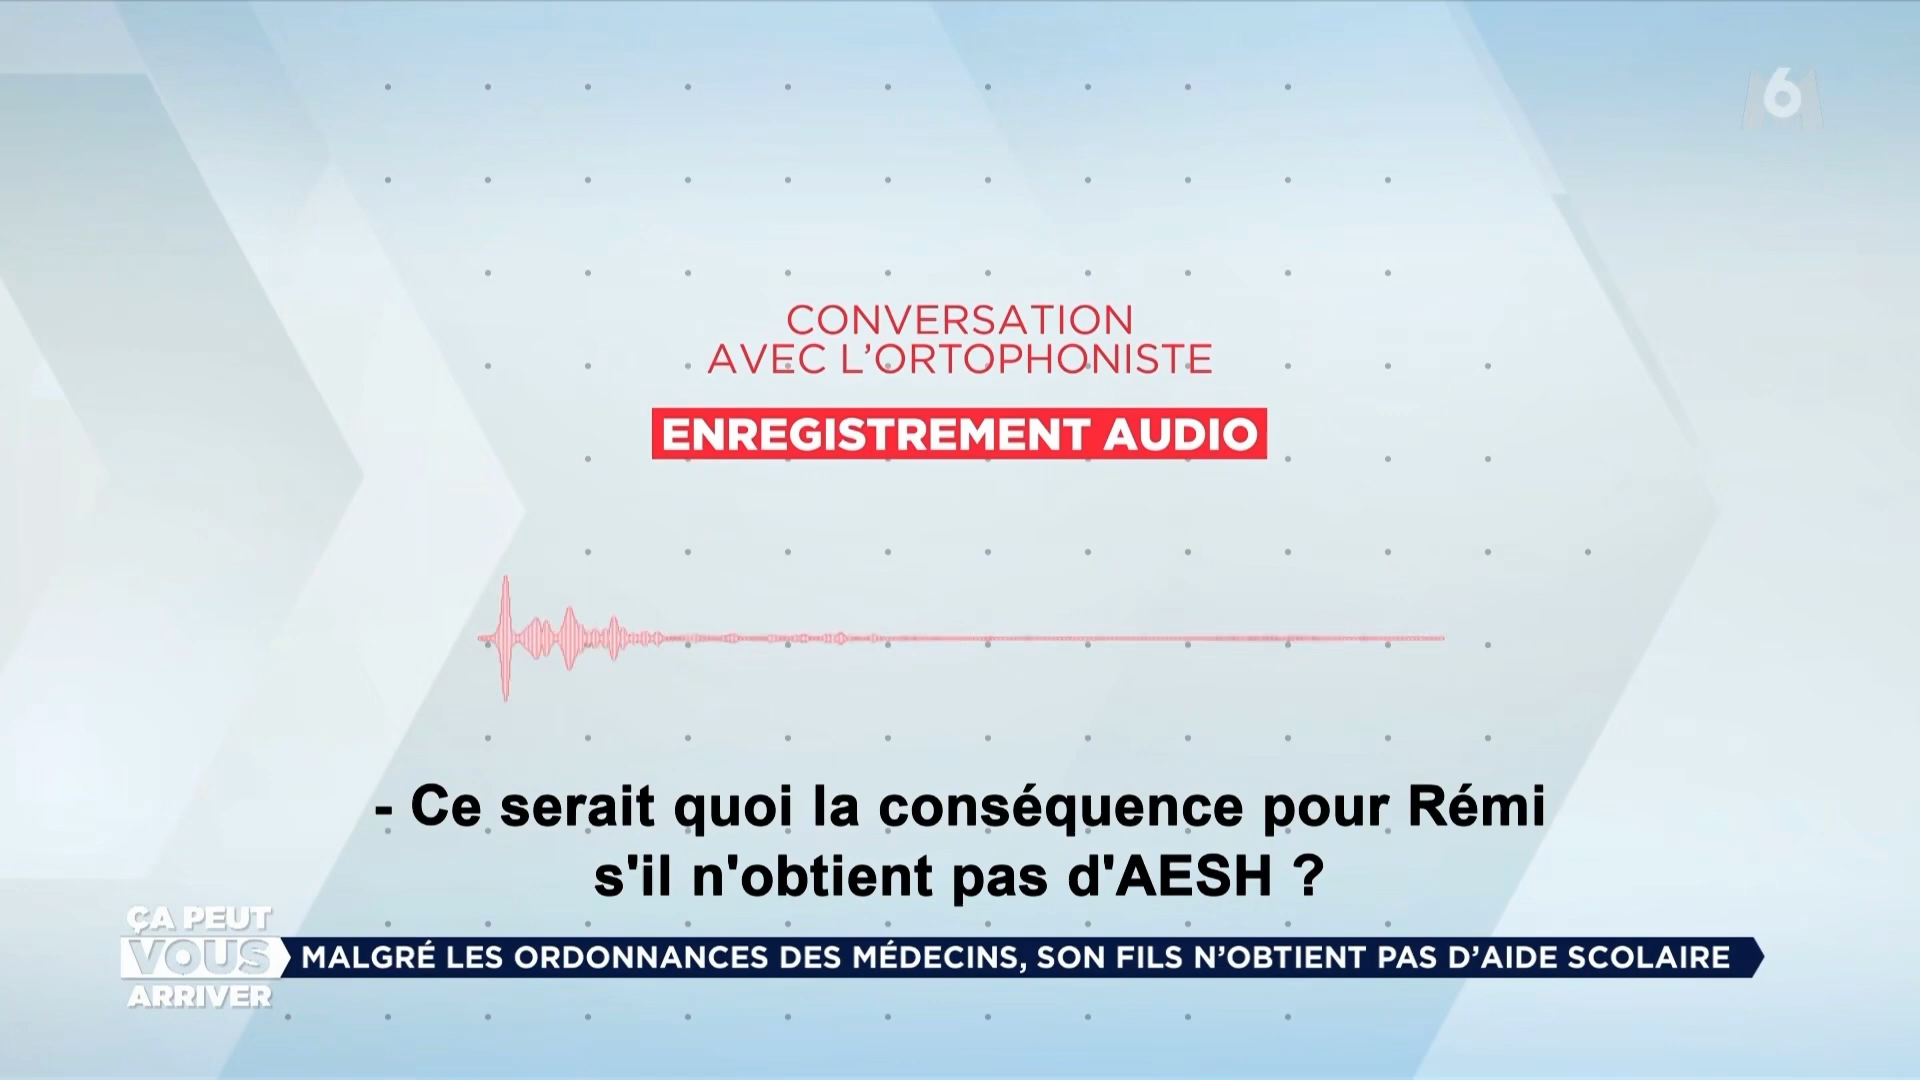 M6
CONVERSATION
AVEC L’ORTOPHONISTE
ENREGISTREMENT AUDIO
- Ce serait quoi la conséquence pour Rémi
s'il n'obtient pas d'AESH ?
ÇA PEUT
VOUS
ARRIVER
MALGRÉ LES ORDONNANCES DES MÉDECINS, SON FILS N’OBTIENT PAS D’AIDE SCOLAIRE